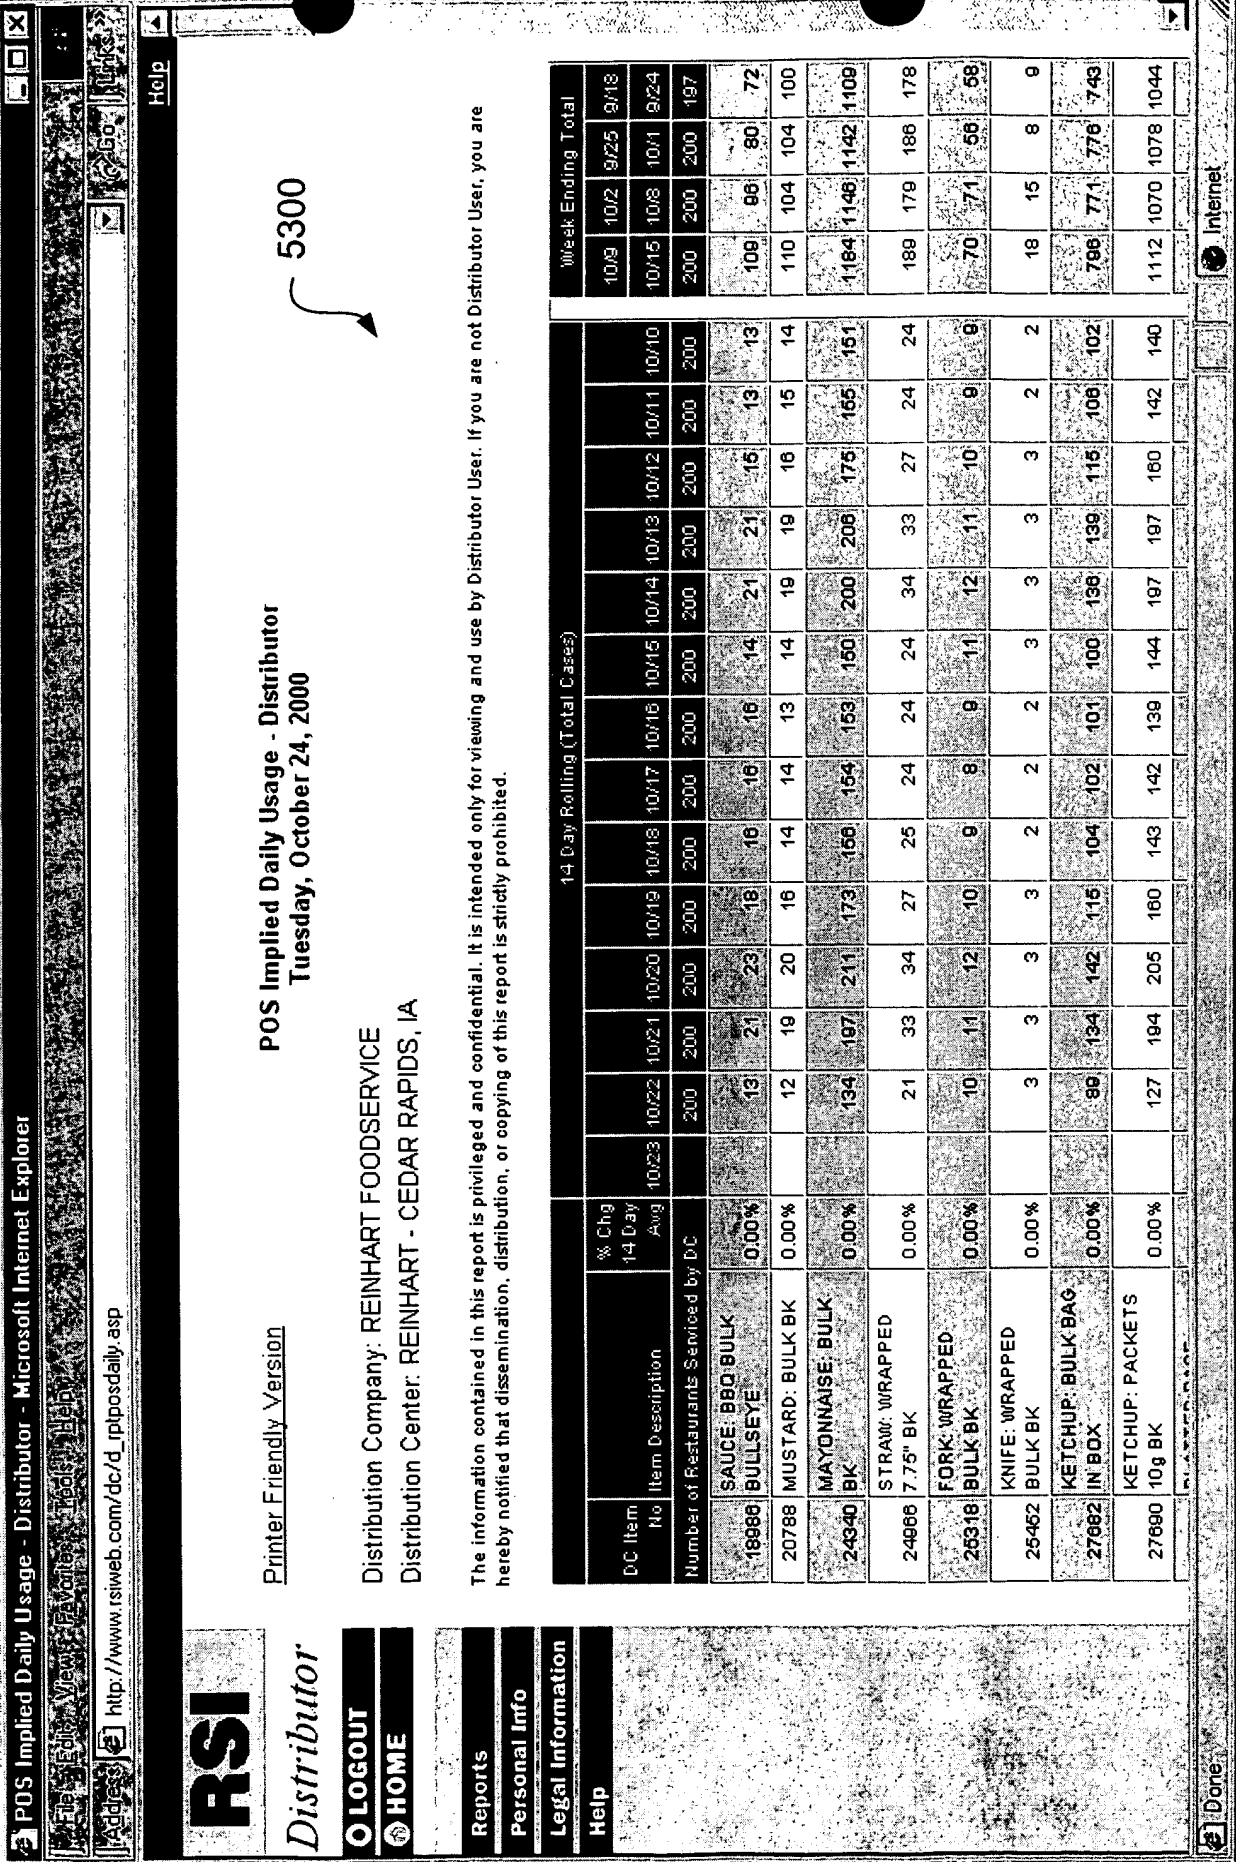 POS Implied Daily Usage - Distributor - Microsoft Internet Explorer
File Edit View Favorites Tools Help
Address http://www.rsiweb.com/dc/d_rptposdaily.asp Go Links »
Help
RSI
Distributor
LOGOUT
HOME
Reports
Personal Info
Legal Information
Help
Printer Friendly Version
POS Implied Daily Usage - Distributor
Tuesday, October 24, 2000
5300
Distribution Company: REINHART FOODSERVICE
Distribution Center: REINHART - CEDAR RAPIDS, IA
The information contained in this report is privileged and confidential. It is intended only for viewing and use by Distributor User. If you are not Distributor User, you are
hereby notified that dissemination, distribution, or copying of this report is strictly prohibited.
14 Day Rolling (Total Cases) Week Ending Total
% Chg 10/9 10/2 9/25 9/18
DC Item 14 Day
No Item Description Avg 10/23 10/22 10/21 10/20 10/19 10/18 10/17 10/16 10/15 10/14 10/13 10/12 10/11 10/10 10/15 10/8 10/1 9/24
Number of Restaurants Serviced by DC 200 200 200 200 200 200 200 200 200 200 200 200 200 200 200 200 197
SAUCE: BBQ BULK
18986 BULLSEYE 0.00% 13 21 23 18 16 16 16 14 21 21 15 13 13 109 96 80 72
20788 MUSTARD: BULK BK 0.00% 12 19 20 16 14 14 13 14 19 19 16 15 14 110 104 104 100
MAYONNAISE: BULK
24340 BK 0.00% 134 197 211 173 156 154 153 150 200 206 175 155 151 1184 1146 1142 1109
STRAW: WRAPPED
24966 7.75" BK 0.00% 21 33 34 27 25 24 24 24 34 33 27 24 24 189 179 186 178
FORK: WRAPPED
25318 BULK BK 0.00% 10 11 12 10 9 8 9 11 12 11 10 9 9 70 71 56 58
KNIFE: WRAPPED
25452 BULK BK 0.00% 3 3 3 3 2 2 2 3 3 3 3 2 2 18 15 8 9
KETCHUP: BULK BAG
27682 IN BOX 0.00% 89 134 142 115 104 102 101 100 136 139 115 106 102 796 771 776 743
KETCHUP: PACKETS
27690 10g BK 0.00% 127 194 205 160 143 142 139 144 197 197 160 142 140 1112 1070 1078 1044
Done Internet